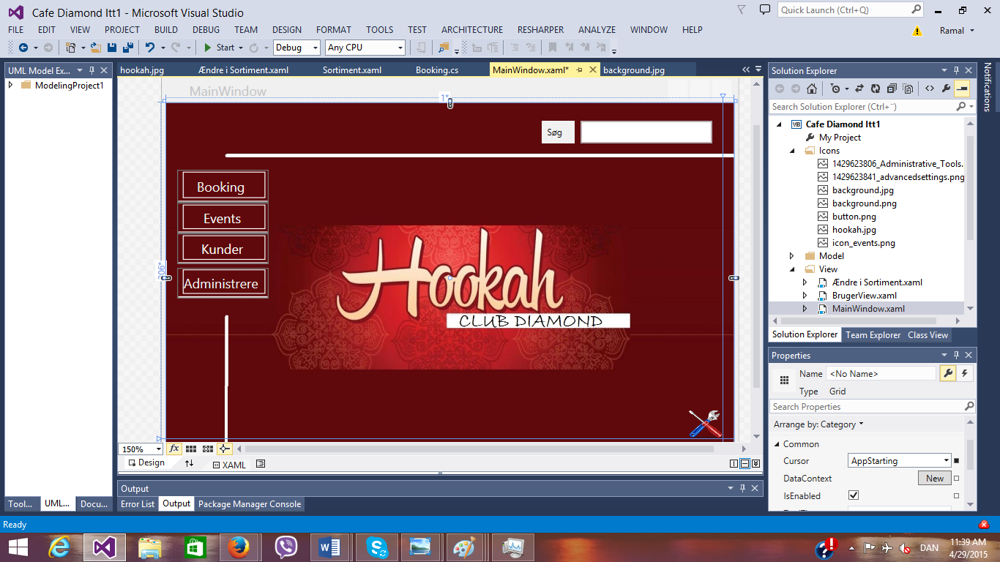 Cafe Diamond Itt1 - Microsoft Visual Studio
Quick Launch (Ctrl+Q)
FILE EDIT VIEW PROJECT BUILD DEBUG TEAM DESIGN FORMAT TOOLS TEST ARCHITECTURE RESHARPER ANALYZE WINDOW HELP
Ramal
Start Debug Any CPU
UML Model Ex...
ModelingProject1
hookah.jpg Ændre i Sortiment.xaml Sortiment.xaml Booking.cs MainWindow.xaml* background.jpg
MainWindow
1*
Søg
Booking
Events
Kunder
Administrere
Hookah
CLUB DIAMOND
150%
fx
Design
XAML
Output
Error List Output Package Manager Console
Tool... UML... Docu...
Solution Explorer
Search Solution Explorer (Ctrl+¨)
VB Cafe Diamond Itt1
My Project
Icons
1429623806_Administrative_Tools.
1429623841_advancedsettings.png
background.jpg
background.png
button.png
hookah.jpg
icon_events.png
Model
View
Ændre i Sortiment.xaml
BrugerView.xaml
MainWindow.xaml
Solution Explorer Team Explorer Class View
Properties
Name <No Name>
Type Grid
Search Properties
Arrange by: Category
Common
Cursor AppStarting
DataContext New
IsEnabled
Notifications
Ready
DAN
11:39 AM
4/29/2015